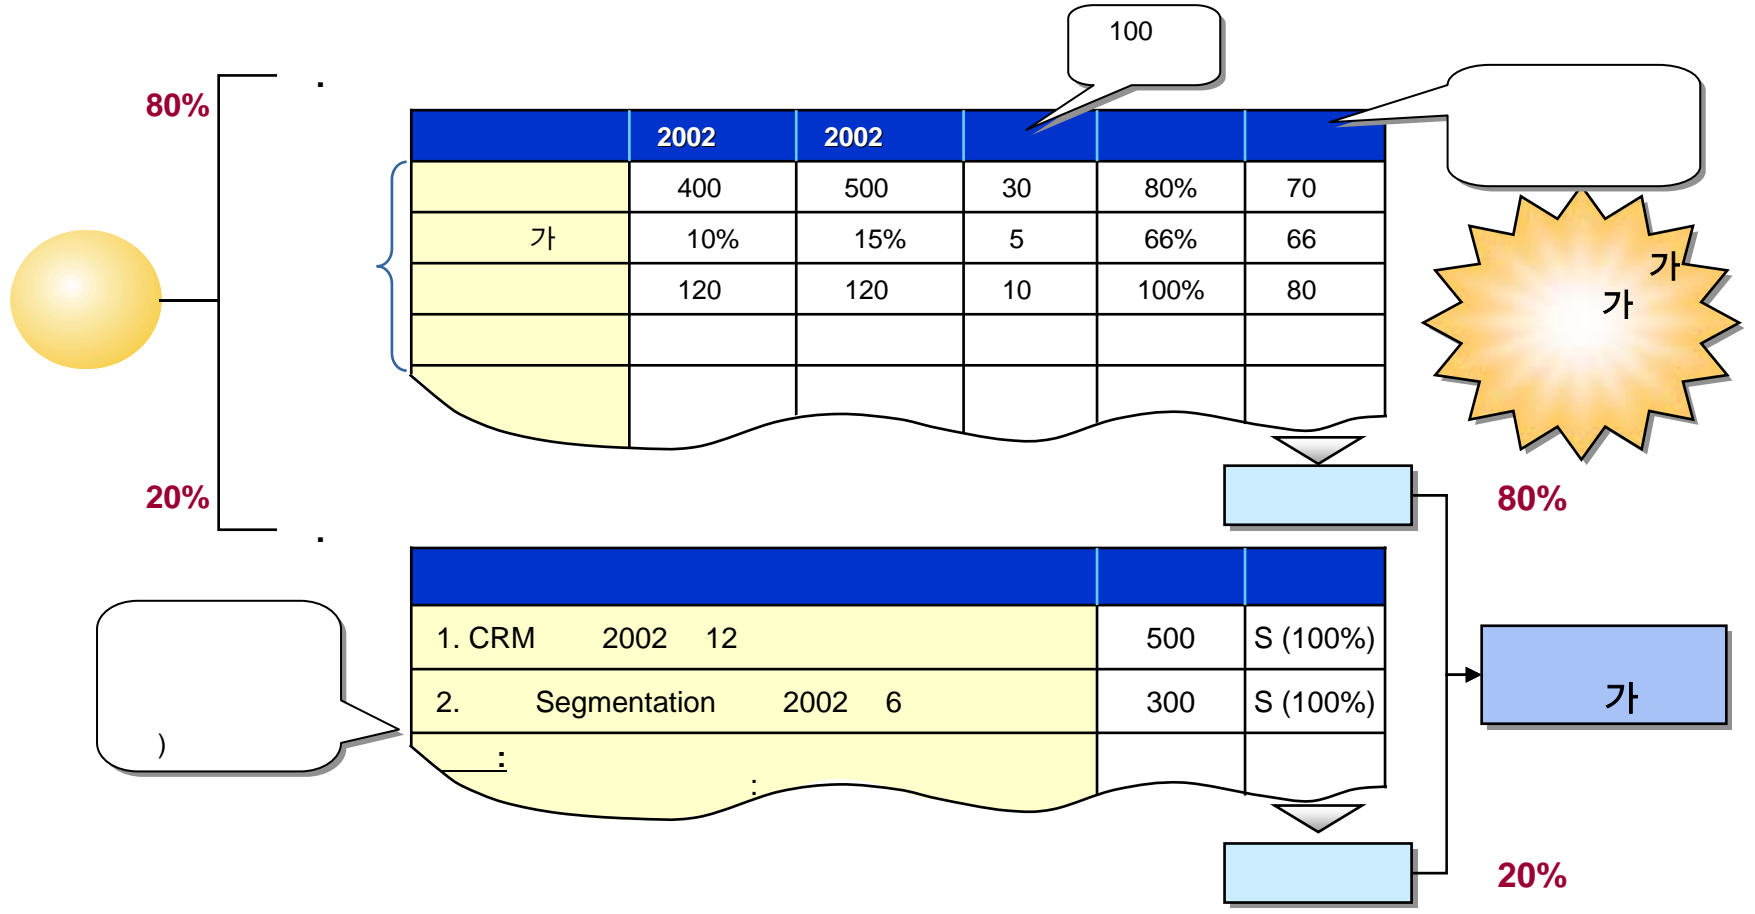 100
.
80%
2002 2002
400 500 30 80% 70
가 10% 15% 5 66% 66
120 120 10 100% 80
가
가
20%
.
80%
1. CRM 2002 12 500 S (100%)
2. Segmentation 2002 6 300 S (100%)
:
:
)
가
20%